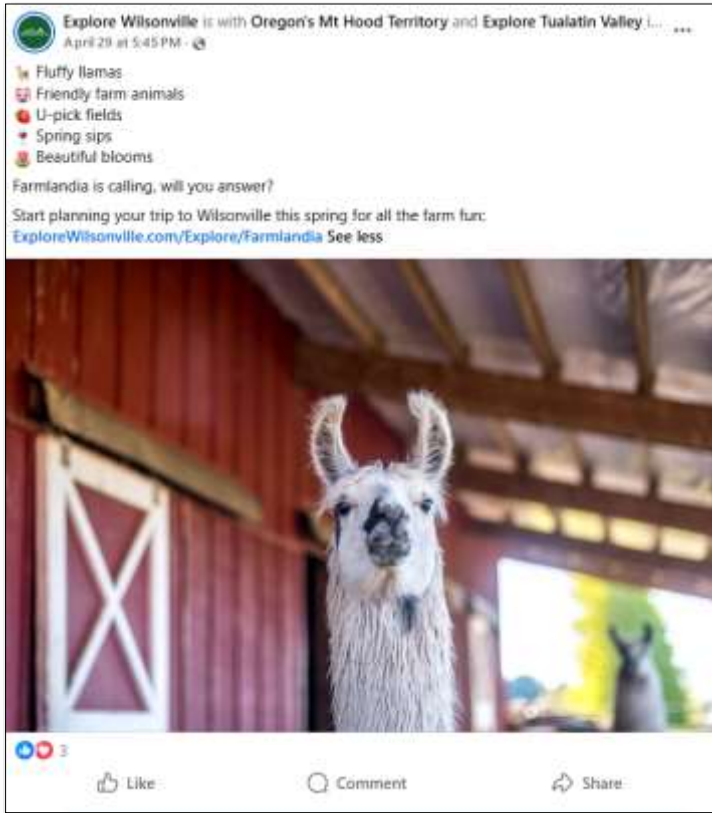 Explore Wilsonville is with Oregon's Mt Hood Territory and Explore Tualatin Valley i...
April 29 at 5:45 PM ·
🦙 Fluffy llamas
🐷 Friendly farm animals
🍎 U-pick fields
🍷 Spring sips
🌷 Beautiful blooms
Farmlandia is calling, will you answer?
Start planning your trip to Wilsonville this spring for all the farm fun:
ExploreWilsonville.com/Explore/Farmlandia See less
3
Like Comment Share